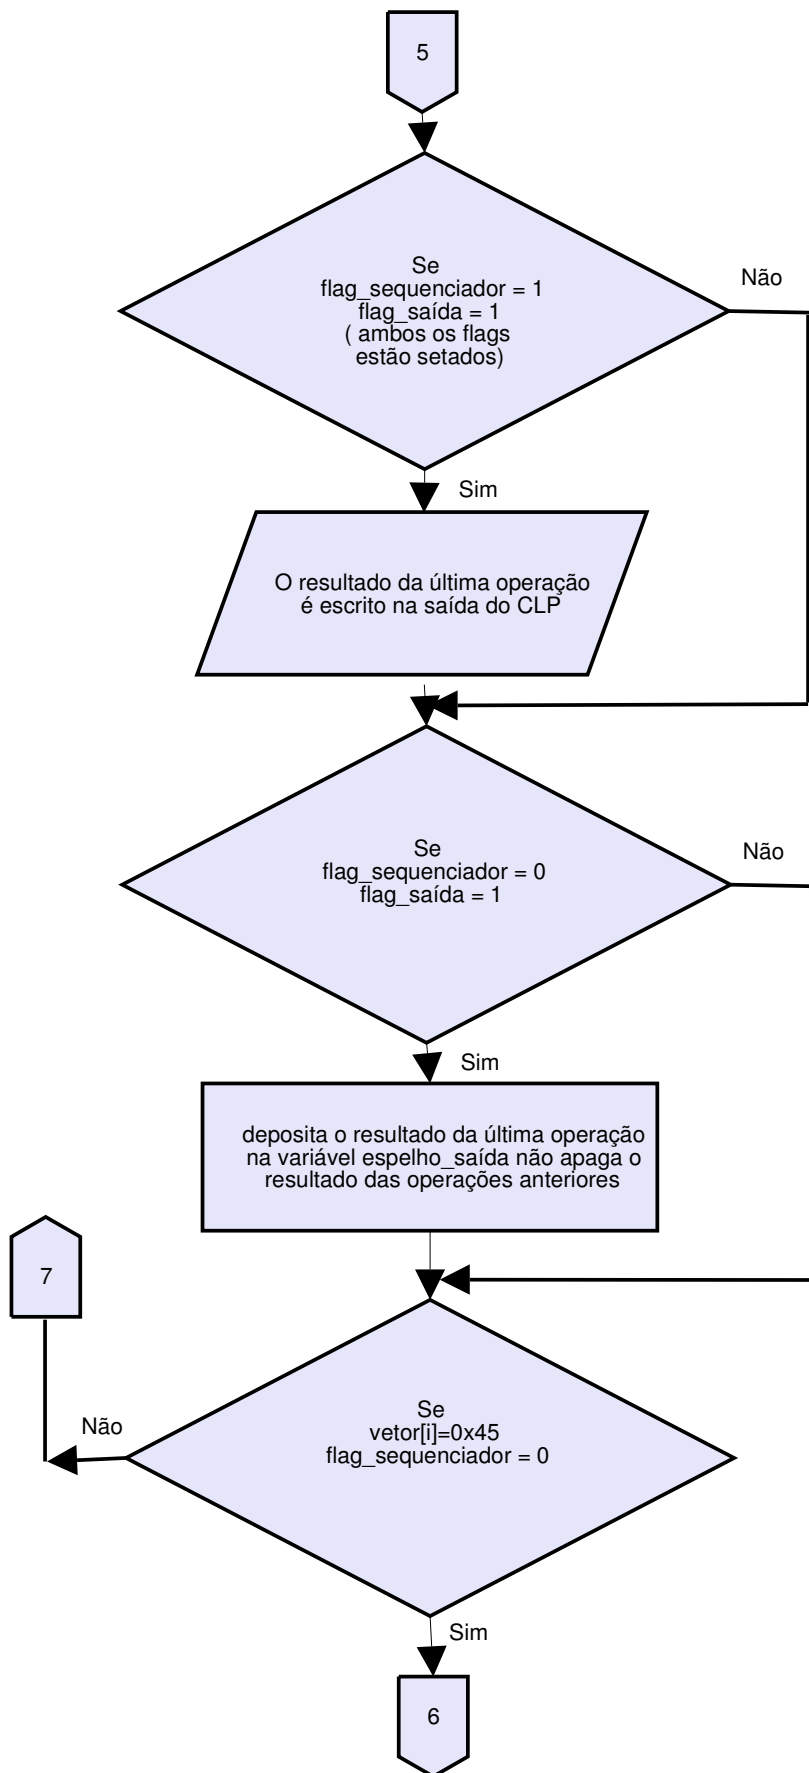 5
Se
flag_sequenciador = 1
flag_saída = 1
( ambos os flags
estão setados)
Não
Sim
O resultado da última operação
é escrito na saída do CLP
Se
flag_sequenciador = 0
flag_saída = 1
Não
Sim
deposita o resultado da última operação
na variável espelho_saída não apaga o
resultado das operações anteriores
7
Se
vetor[i]=0x45
flag_sequenciador = 0
Não
Sim
6